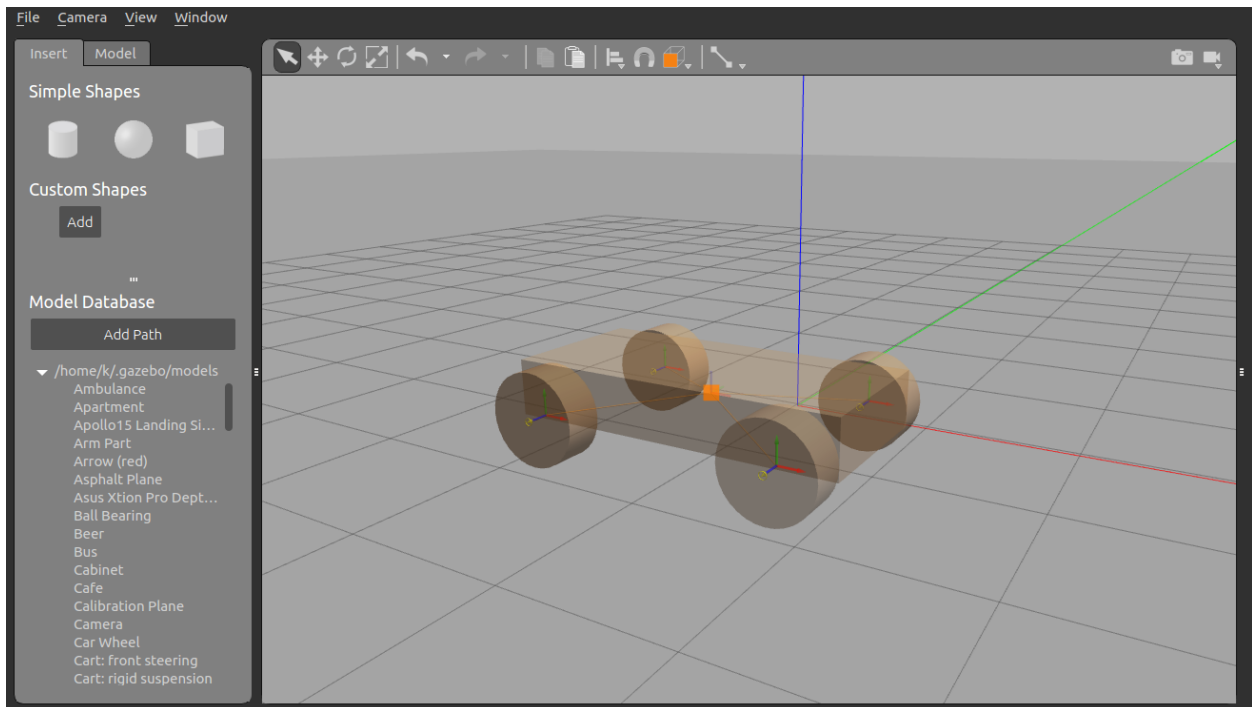 File Camera View Window
Insert Model
Simple Shapes
Custom Shapes
Add
Model Database
Add Path
/home/k/.gazebo/models
Ambulance
Apartment
Apollo15 Landing Si...
Arm Part
Arrow (red)
Asphalt Plane
Asus Xtion Pro Dept...
Ball Bearing
Beer
Bus
Cabinet
Cafe
Calibration Plane
Camera
Car Wheel
Cart: front steering
Cart: rigid suspension